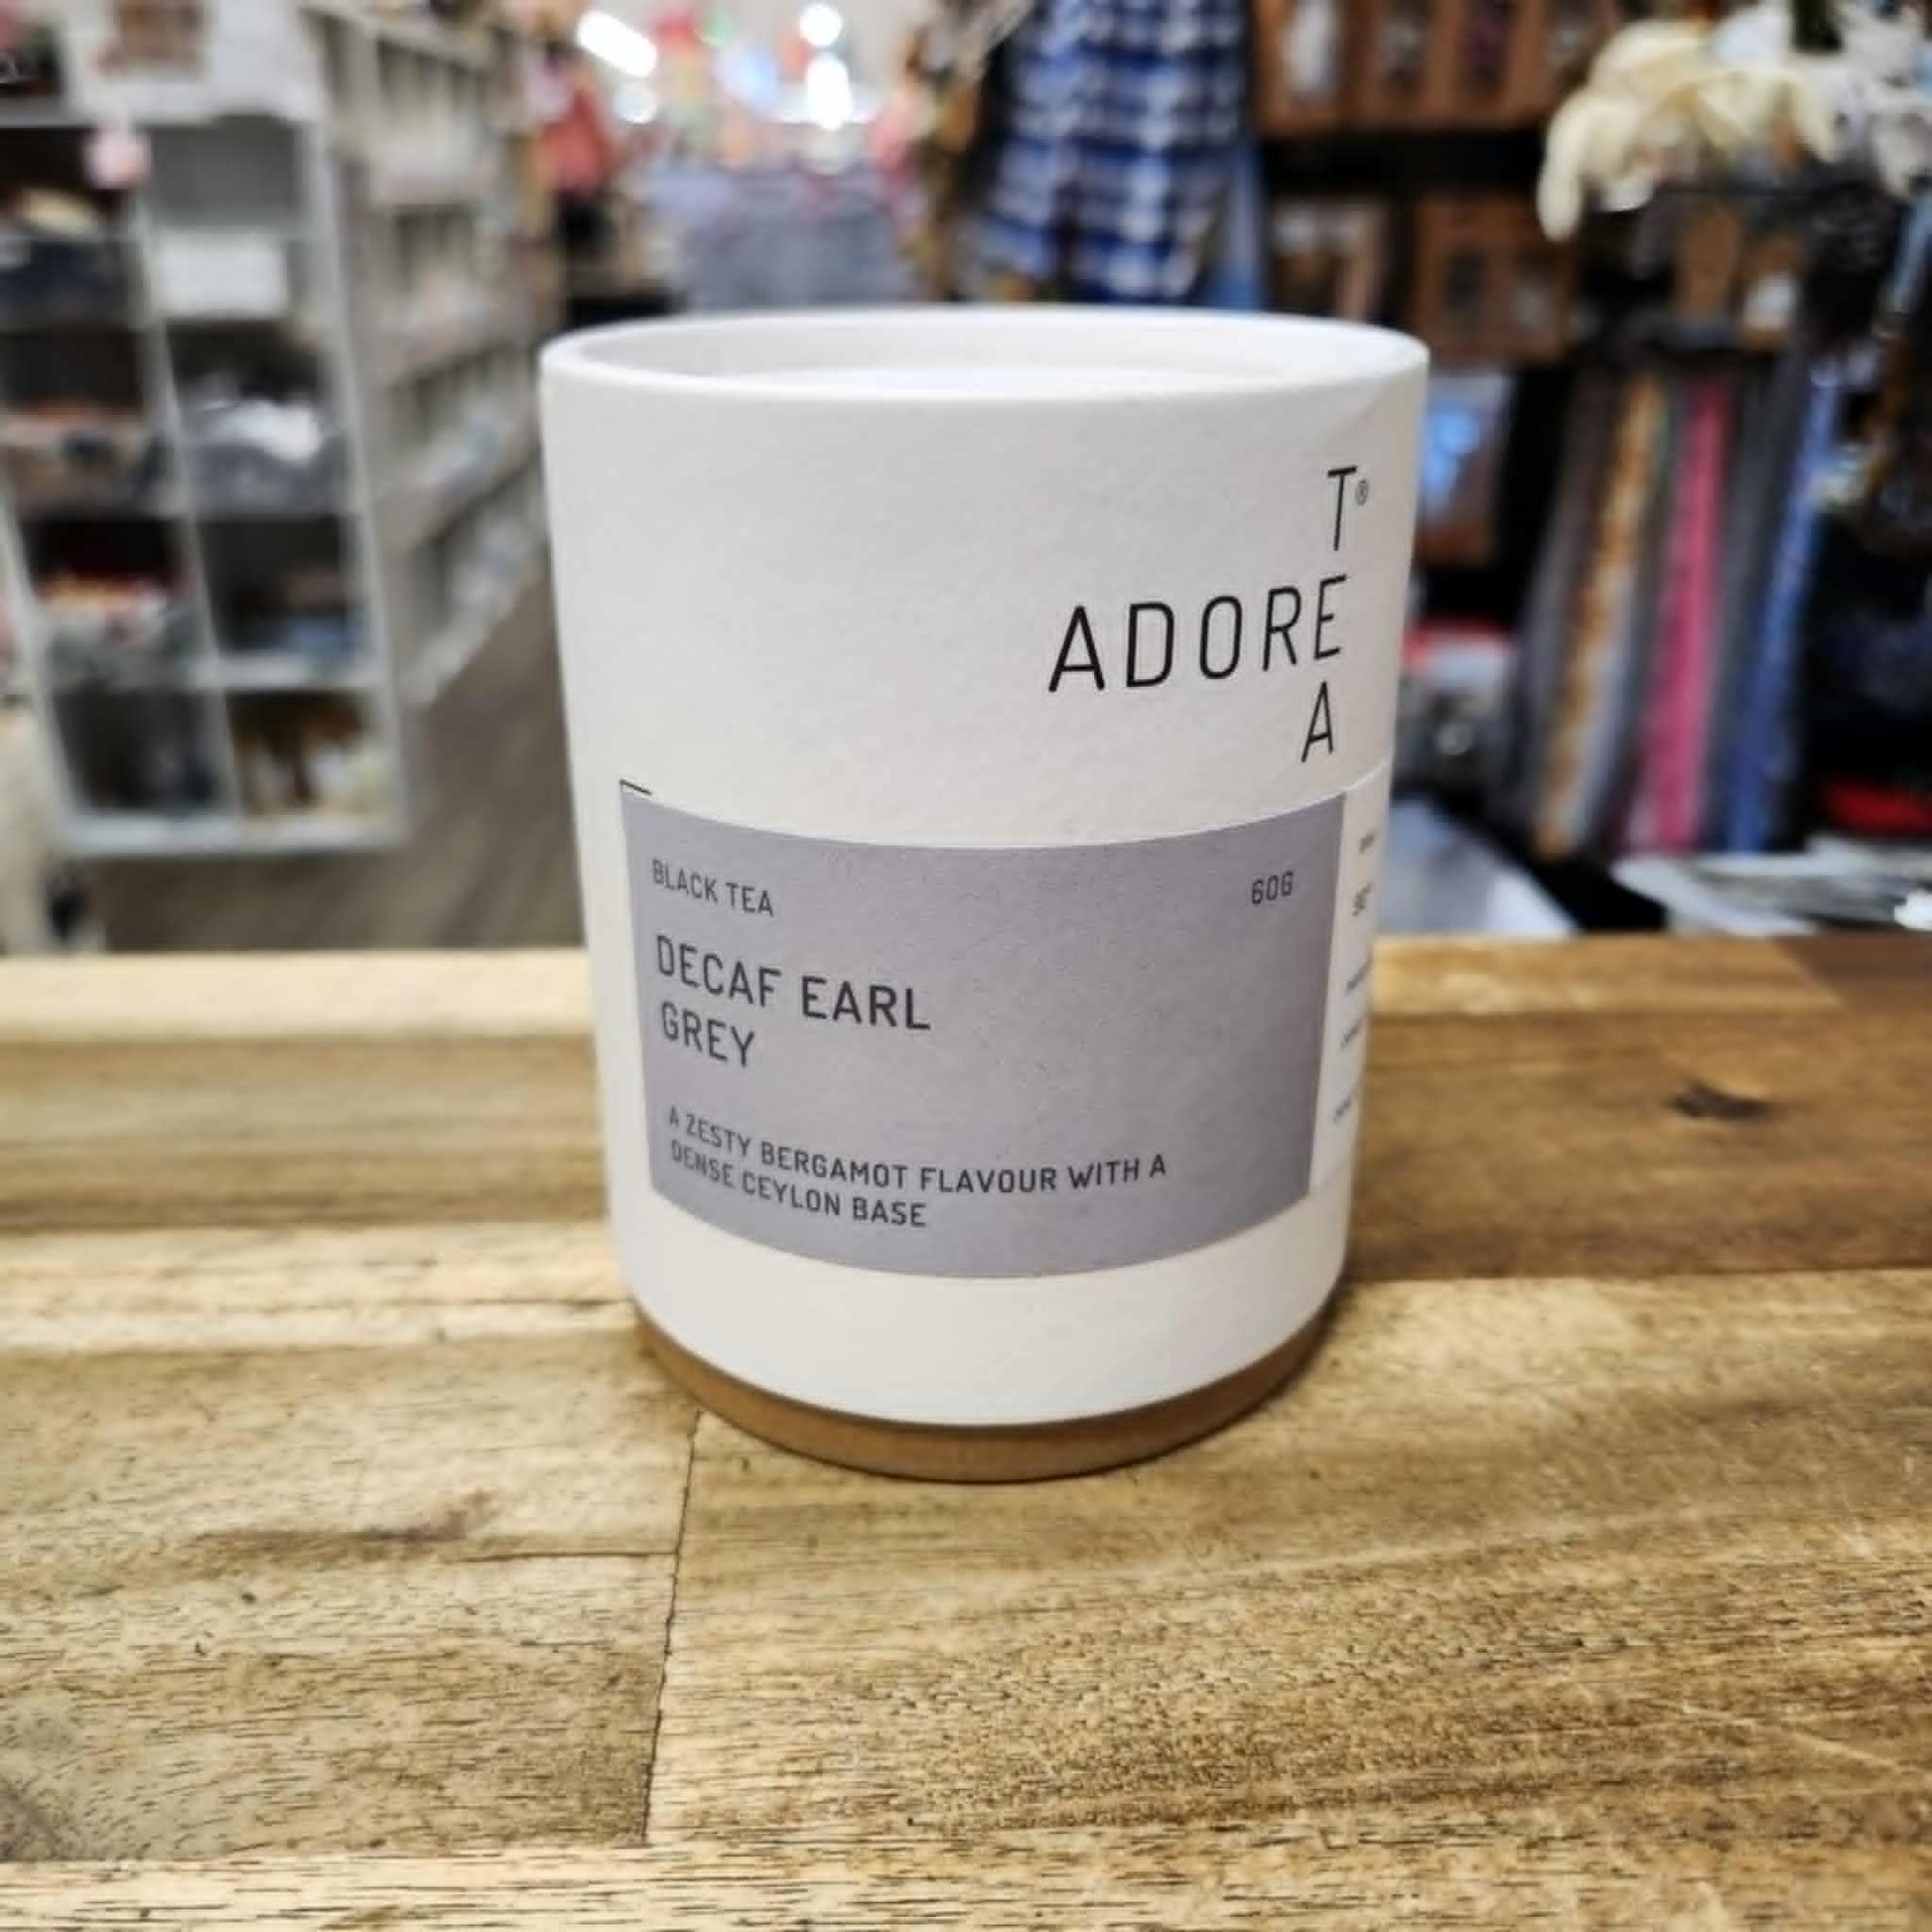 T®
ADORE
A
BLACK TEA
60G
DECAF EARL
GREY
A ZESTY BERGAMOT FLAVOUR WITH A
DENSE CEYLON BASE